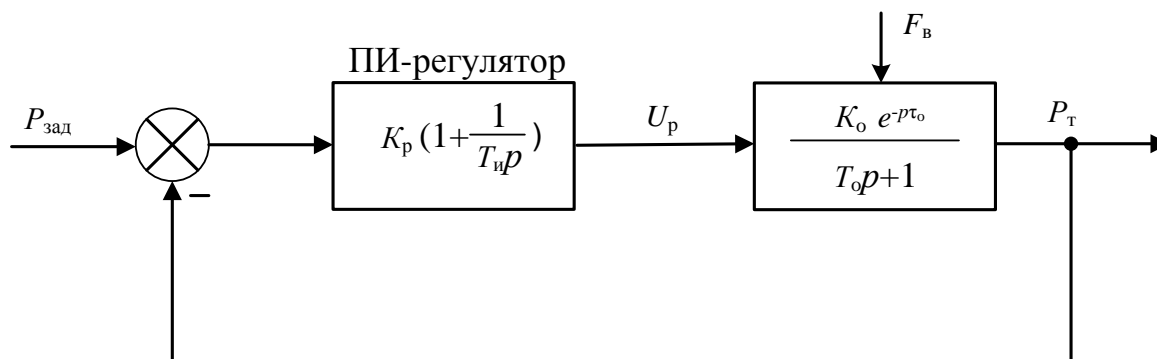 ПИ-регулятор
F_в
P_зад
K_р (1+ 1/(T_и p) )
U_р
K_о e^{-pτ_о}
T_о p+1
P_т
−